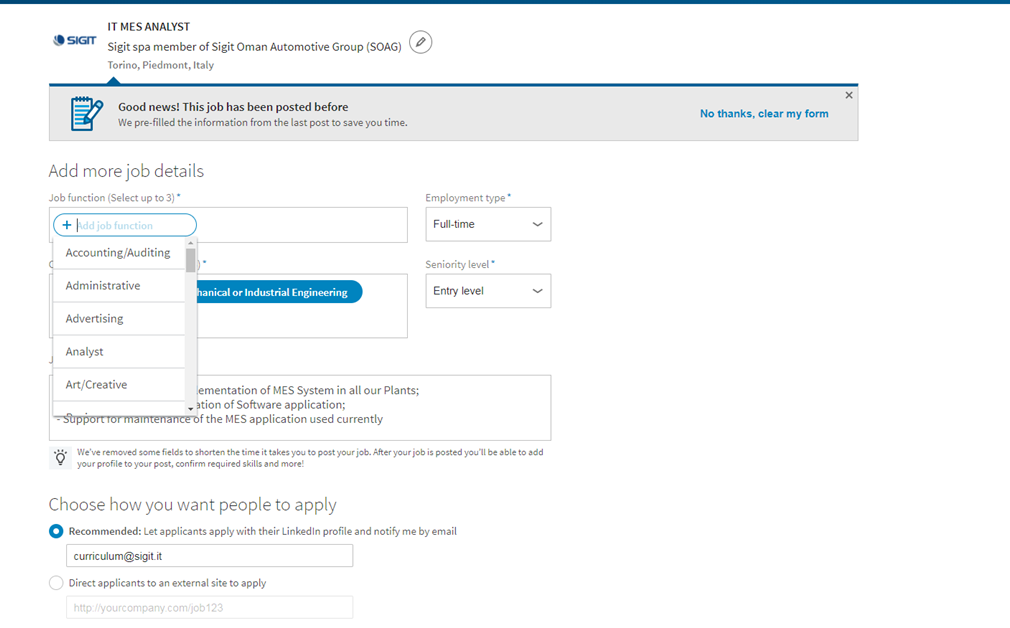 IT MES ANALYST
SIGIT
Sigit spa member of Sigit Oman Automotive Group (SOAG)
Torino, Piedmont, Italy
Good news! This job has been posted before
We pre-filled the information from the last post to save you time.
No thanks, clear my form
Add more job details
Job function (Select up to 3) *
Employment type *
+ Add job function
Full-time
Accounting/Auditing
) *
Seniority level *
Administrative
hanical or Industrial Engineering
Entry level
Advertising
Analyst
Art/Creative
lementation of MES System in all our Plants;
ation of Software application;
- Support for maintenance of the MES application used currently
We've removed some fields to shorten the time it takes you to post your job. After your job is posted you'll be able to add
your profile to your post, confirm required skills and more!
Choose how you want people to apply
Recommended: Let applicants apply with their LinkedIn profile and notify me by email
curriculum@sigit.it
Direct applicants to an external site to apply
http://yourcompany.com/job123